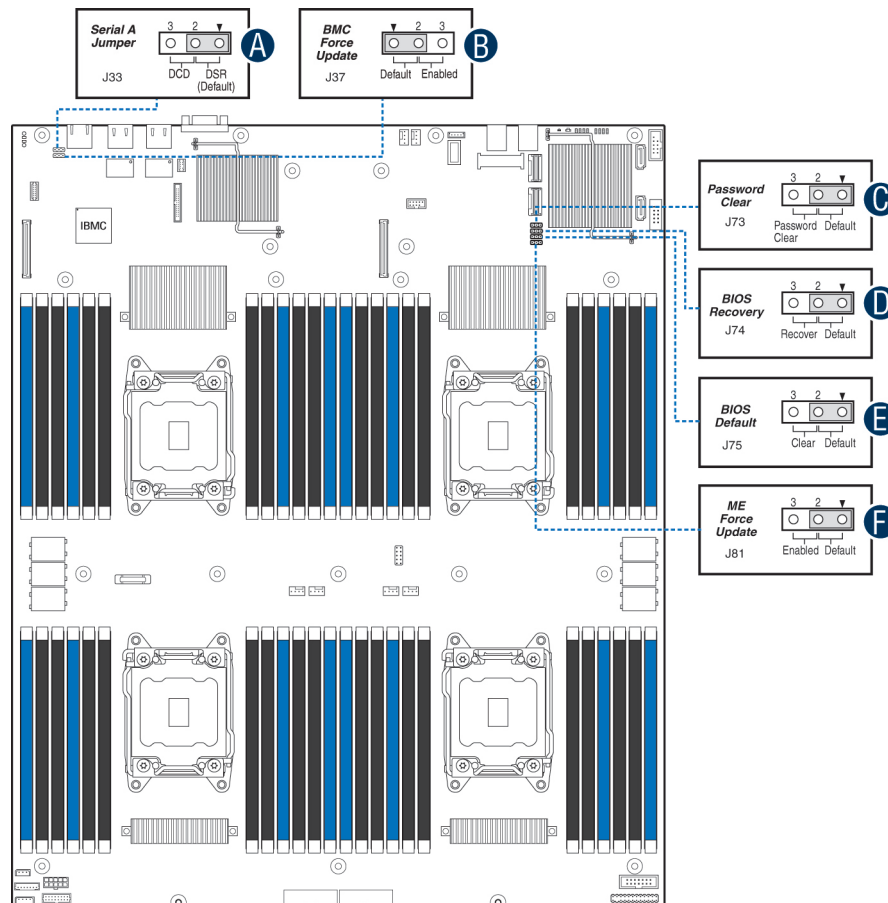 Serial A
Jumper
J33
3 2 ▼
DCD DSR
(Default)
A
BMC
Force
Update
J37
▼ 2 3
Default Enabled
B
IBMC
Password
Clear
J73
3 2 ▼
Password Default
Clear
C
BIOS
Recovery
J74
3 2 ▼
Recover Default
D
BIOS
Default
J75
3 2 ▼
Clear Default
E
ME
Force
Update
J81
3 2 ▼
Enabled Default
F